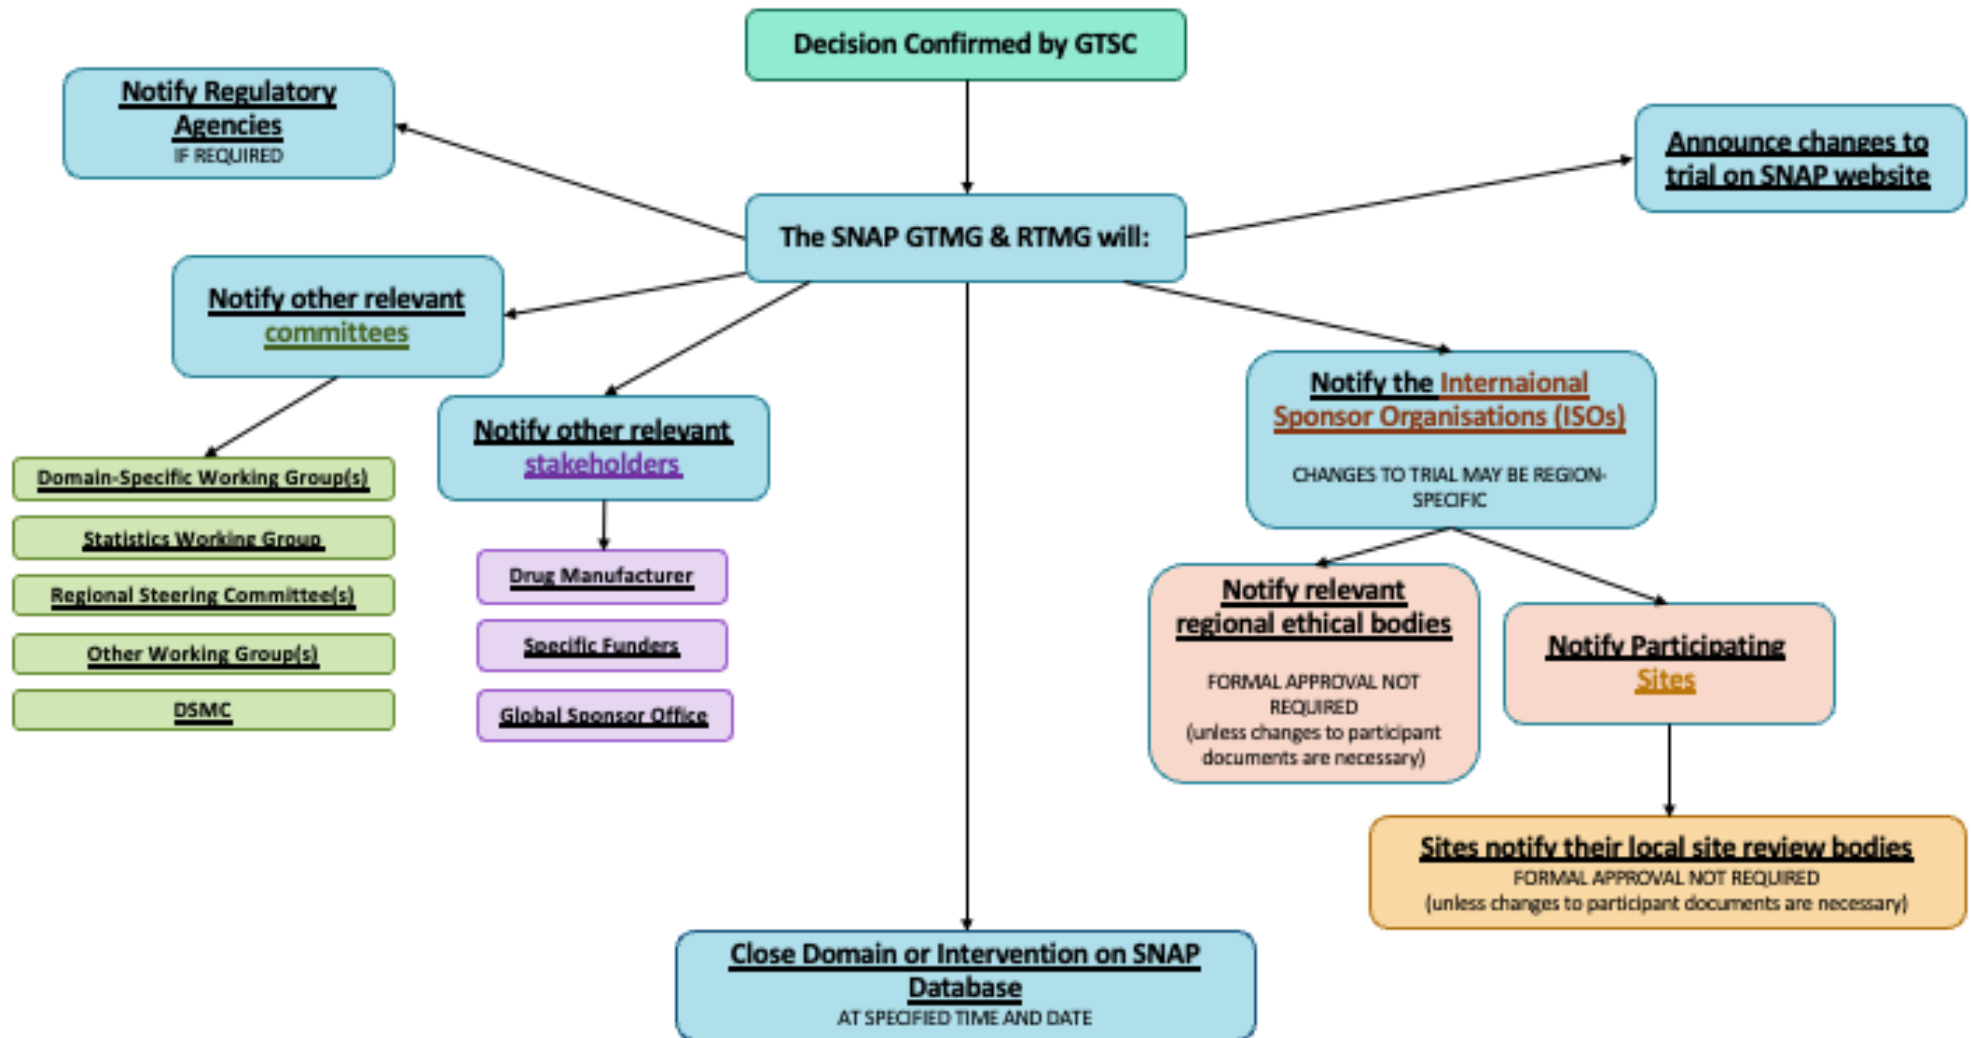 Decision Confirmed by GTSC
Notify Regulatory
Agencies
IF REQUIRED
Announce changes to
trial on SNAP website
The SNAP GTMG & RTMG will:
Notify other relevant
committees
Notify other relevant
stakeholders
Notify the Internaional
Sponsor Organisations (ISOs)
CHANGES TO TRIAL MAY BE REGION-
SPECIFIC
Domain-Specific Working Group(s)
Statistics Working Group
Regional Steering Committee(s)
Other Working Group(s)
DSMC
Drug Manufacturer
Specific Funders
Global Sponsor Office
Notify relevant
regional ethical bodies
FORMAL APPROVAL NOT
REQUIRED
(unless changes to participant
documents are necessary)
Notify Participating
Sites
Sites notify their local site review bodies
FORMAL APPROVAL NOT REQUIRED
(unless changes to participant documents are necessary)
Close Domain or Intervention on SNAP
Database
AT SPECIFIED TIME AND DATE